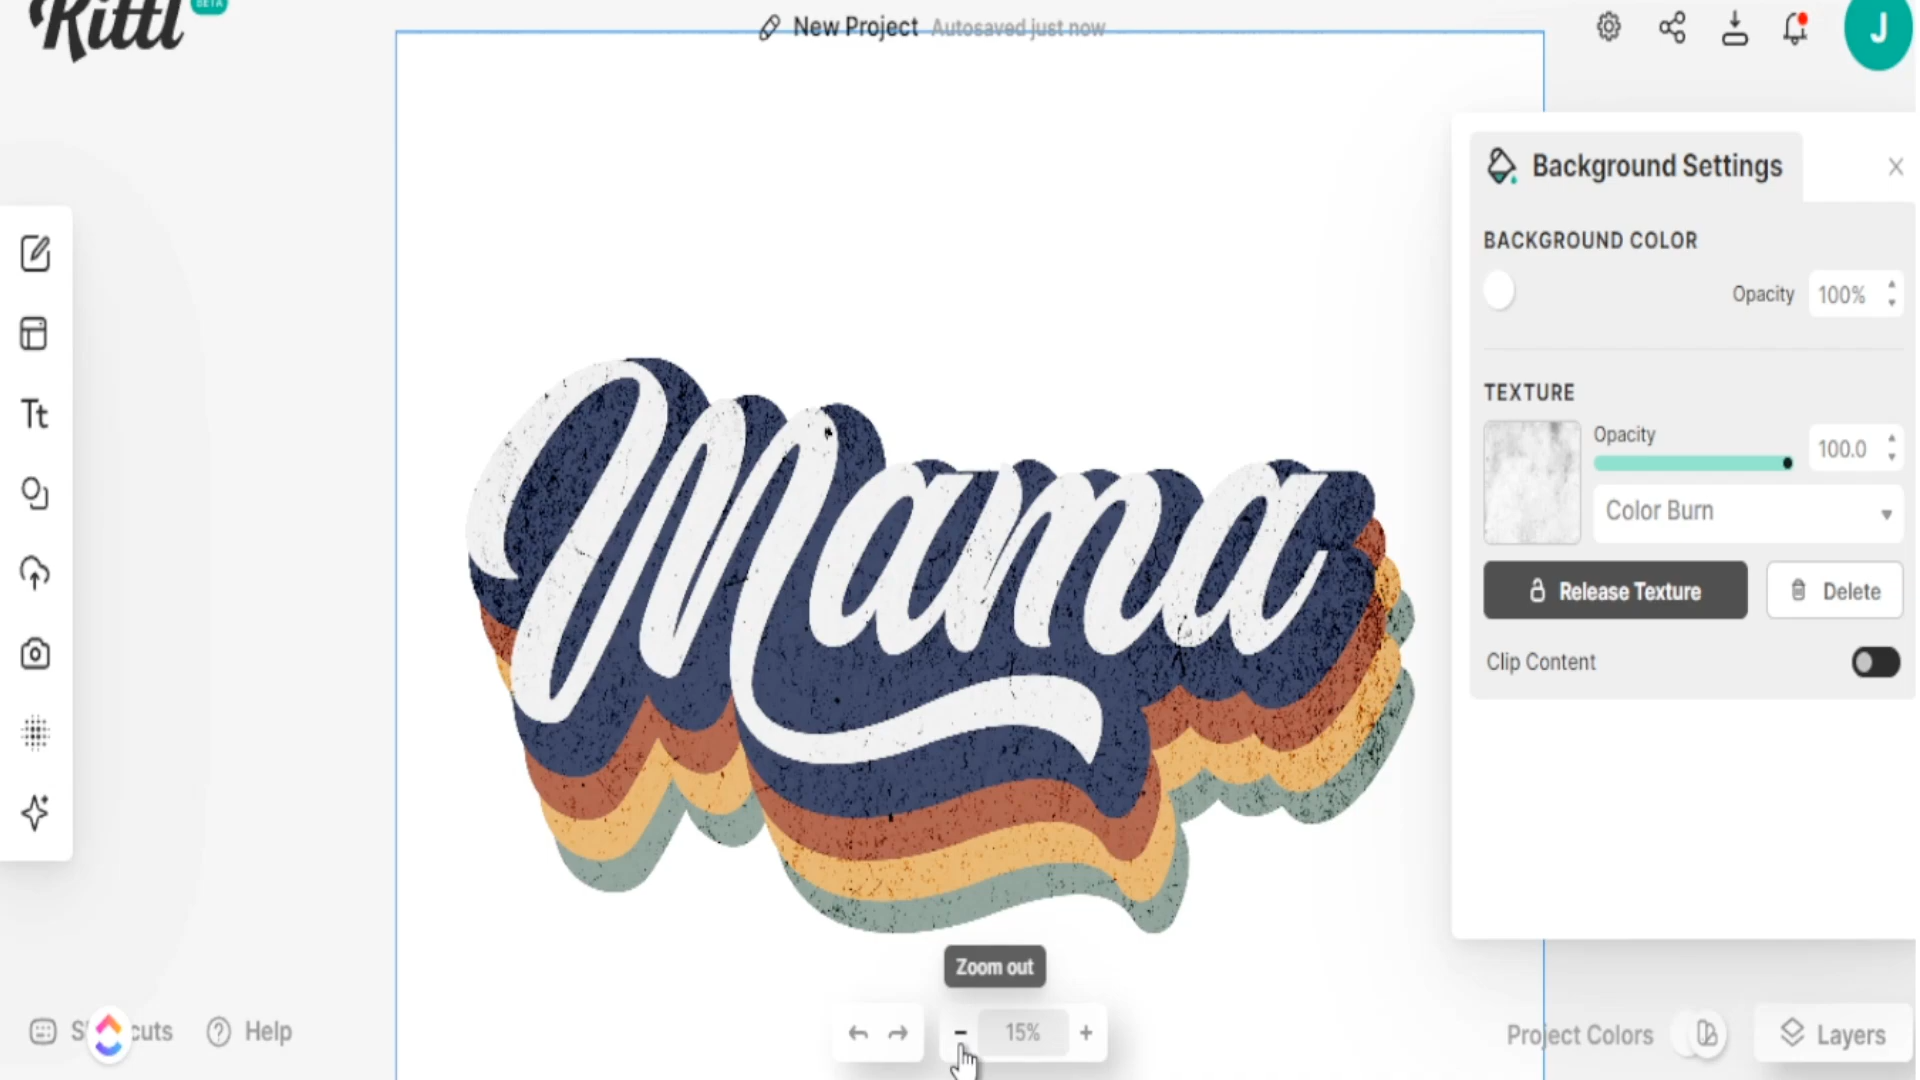 Kittl BETA
New Project Autosaved just now
J
Background Settings
BACKGROUND COLOR
Opacity 100%
TEXTURE
Opacity
100.0
Color Burn
Release Texture Delete
Clip Content
Tt
Mama
Zoom out
15%
Help
Project Colors
Layers